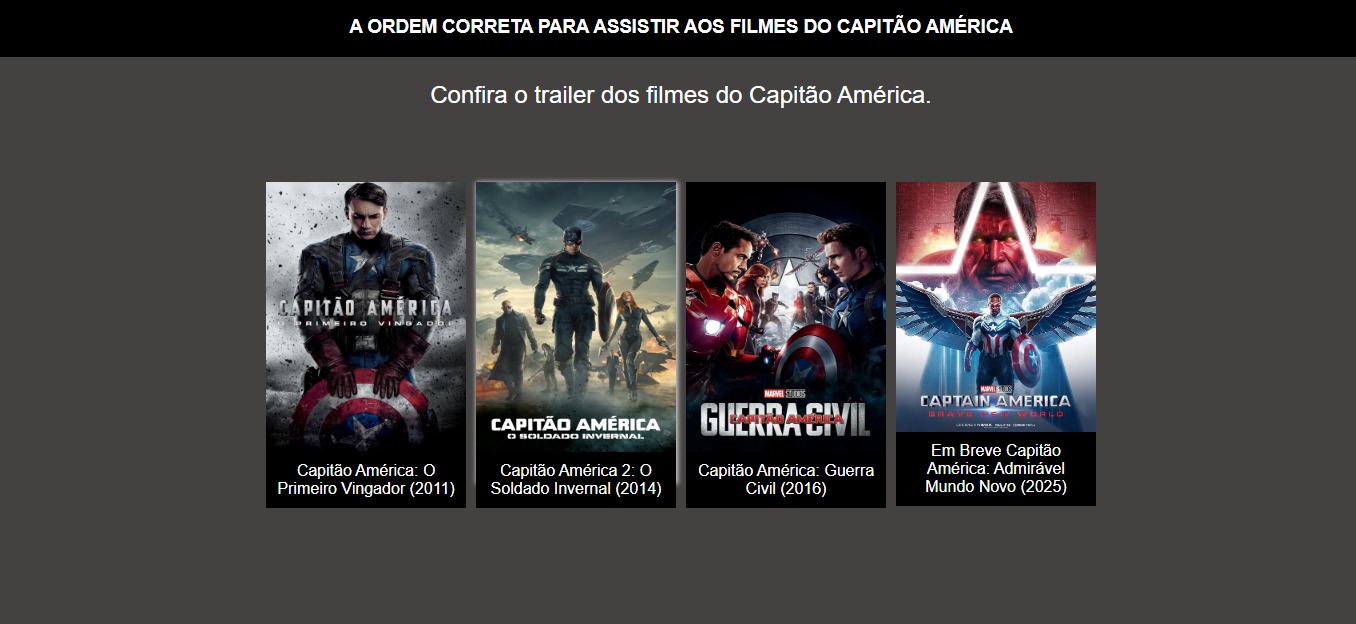 A ORDEM CORRETA PARA ASSISTIR AOS FILMES DO CAPITÃO AMÉRICA
Confira o trailer dos filmes do Capitão América.
CAPITÃO AMÉRICA
O PRIMEIRO VINGADOR
Capitão América: O
Primeiro Vingador (2011)
CAPITÃO AMÉRICA
O SOLDADO INVERNAL
Capitão América 2: O
Soldado Invernal (2014)
MARVEL STUDIOS
GUERRA CIVIL
CAPITÃO AMÉRICA
Capitão América: Guerra
Civil (2016)
MARVEL STUDIOS
CAPTAIN AMERICA
BRAVE NEW WORLD
Em Breve Capitão
América: Admirável
Mundo Novo (2025)